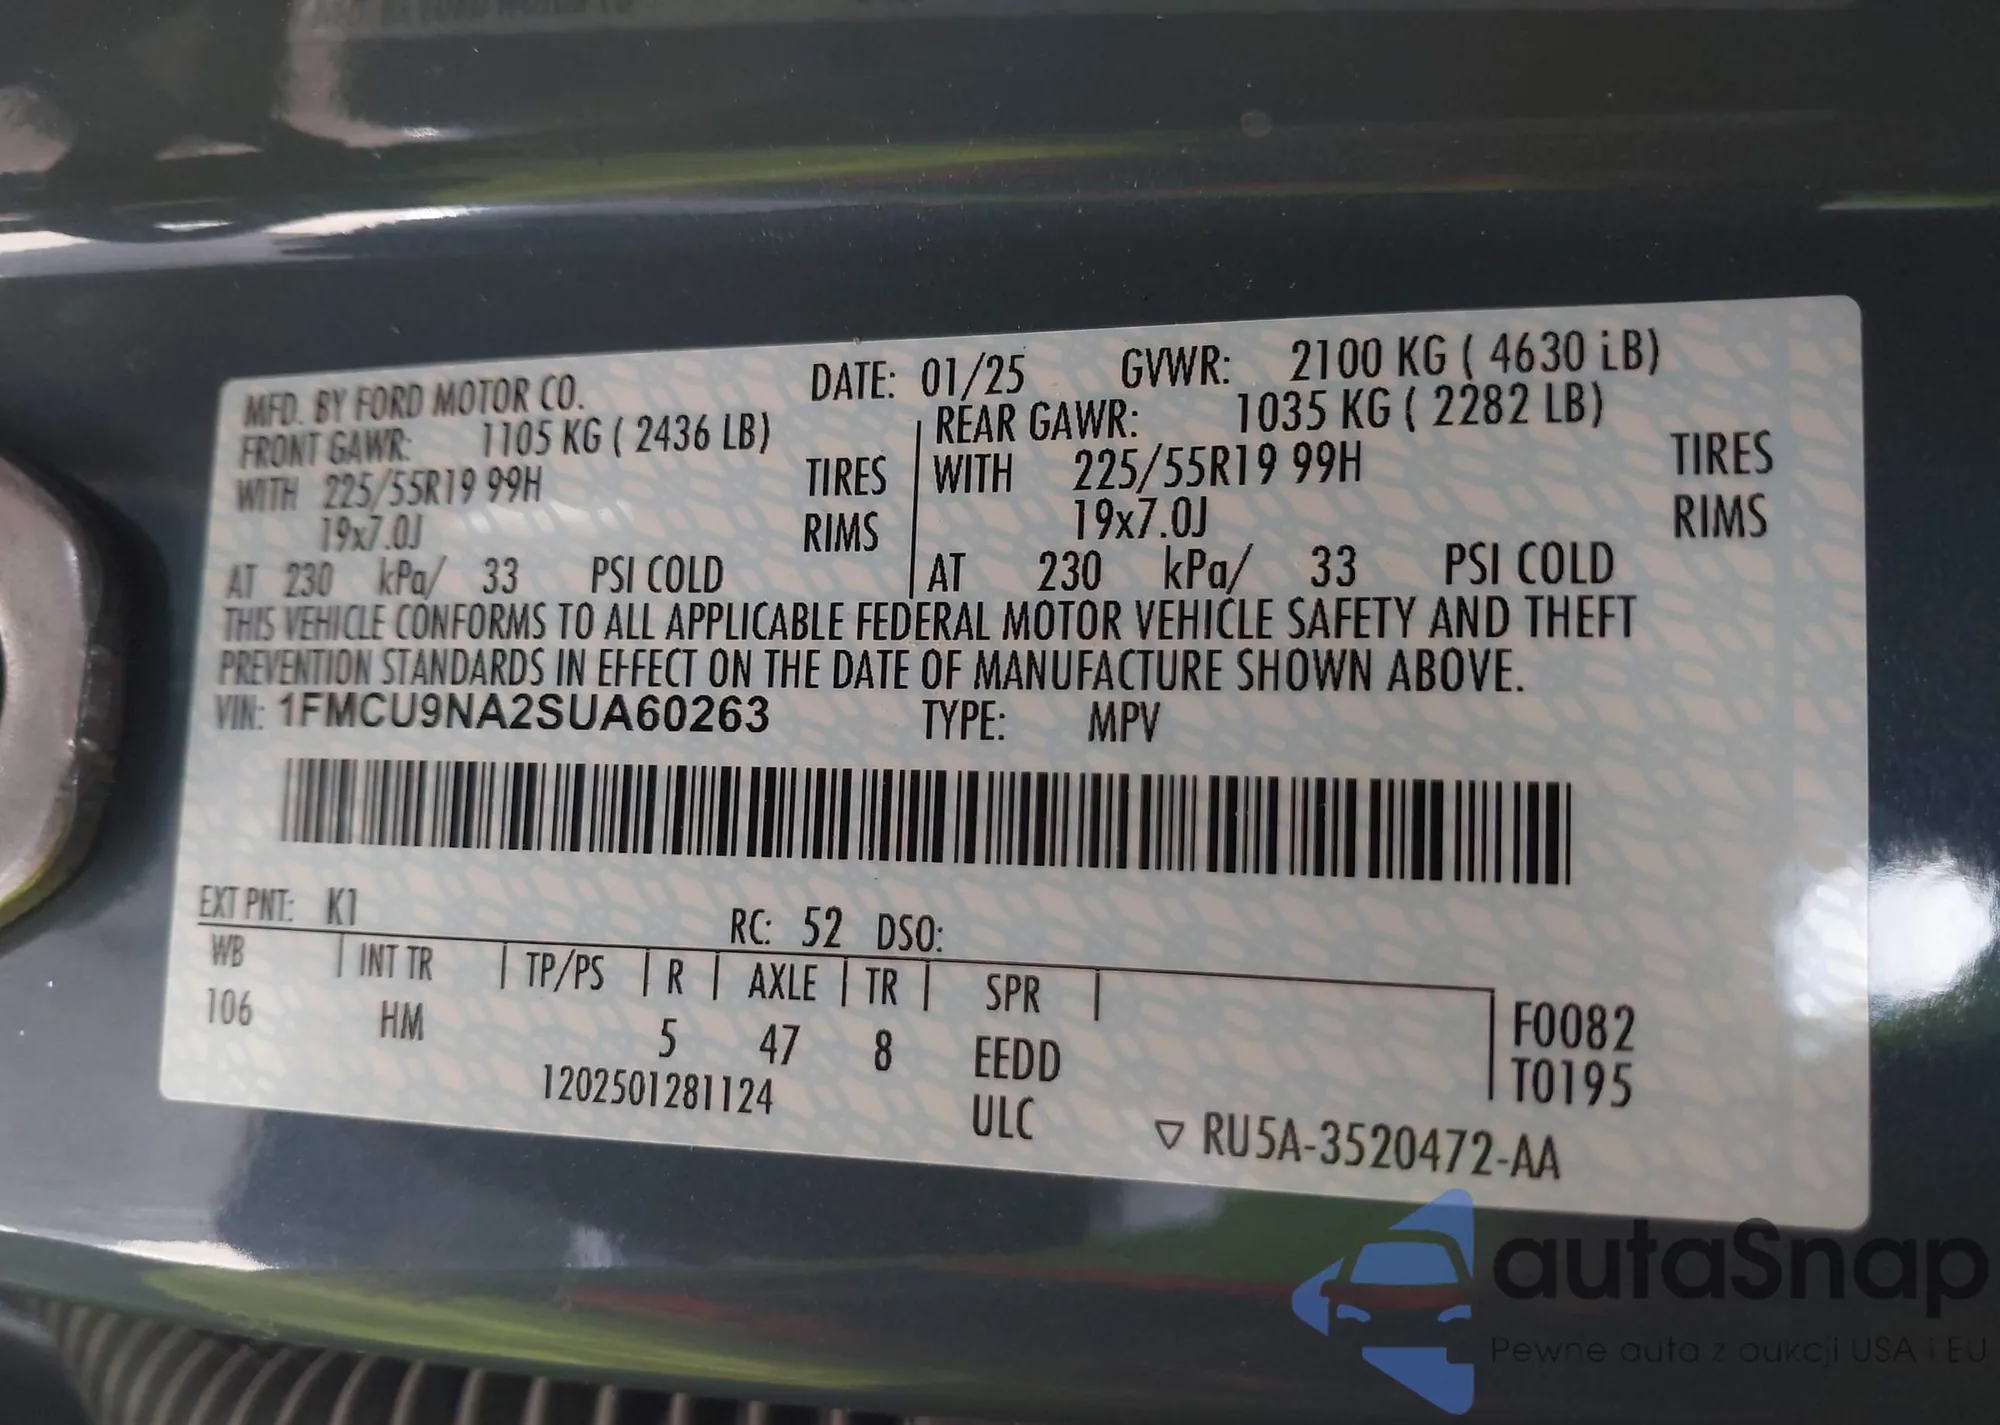 MFD. BY FORD MOTOR CO. DATE: 01/25 GVWR: 2100 KG ( 4630 LB)
FRONT GAWR: 1105 KG ( 2436 LB) REAR GAWR: 1035 KG ( 2282 LB)
WITH 225/55R19 99H TIRES WITH 225/55R19 99H TIRES
19x7.0J RIMS 19x7.0J RIMS
AT 230 kPa/ 33 PSI COLD AT 230 kPa/ 33 PSI COLD
THIS VEHICLE CONFORMS TO ALL APPLICABLE FEDERAL MOTOR VEHICLE SAFETY AND THEFT
PREVENTION STANDARDS IN EFFECT ON THE DATE OF MANUFACTURE SHOWN ABOVE.
VIN: 1FMCU9NA2SUA60263 TYPE: MPV
EXT PNT: K1 RC: 52 DSO:
WB INT TR TP/PS R AXLE TR SPR
106 HM 5 47 8 EEDD F0082
1202501281124 ULC T0195
▽ RU5A-3520472-AA
autaSnap
Pewne auta z aukcji USA i EU